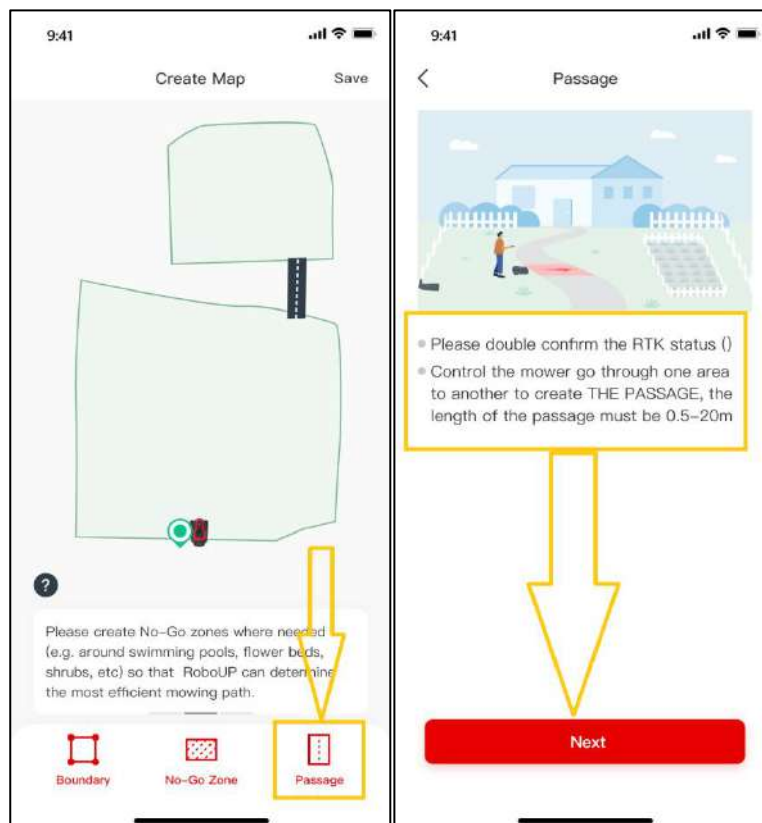 9:41
Create Map
Save
?
Please create No-Go zones where needed
(e.g. around swimming pools, flower beds,
shrubs, etc) so that RoboUP can determine
the most efficient mowing path.
Boundary
No-Go Zone
Passage
9:41
Passage
Please double confirm the RTK status ()
Control the mower go through one area
to another to create THE PASSAGE, the
length of the passage must be 0.5-20m
Next